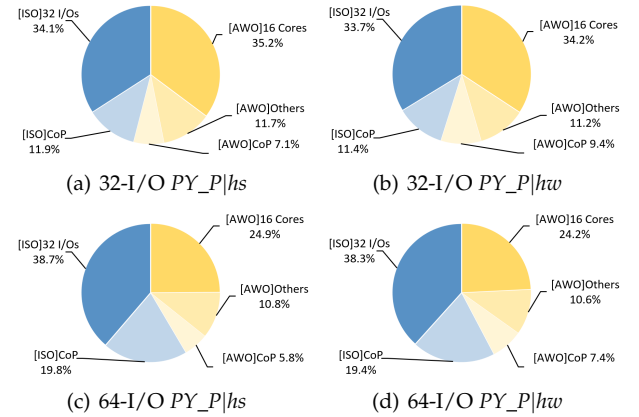 [ISO]32 I/Os
34.1%
[AWO]16 Cores
35.2%
[AWO]Others
11.7%
[AWO]CoP 7.1%
[ISO]CoP
11.9%
(a) 32-I/O PY_P|hs
[ISO]32 I/Os
33.7%
[AWO]16 Cores
34.2%
[AWO]Others
11.2%
[AWO]CoP 9.4%
[ISO]CoP
11.4%
(b) 32-I/O PY_P|hw
[ISO]32 I/Os
38.7%
[AWO]16 Cores
24.9%
[AWO]Others
10.8%
[AWO]CoP 5.8%
[ISO]CoP
19.8%
(c) 64-I/O PY_P|hs
[ISO]32 I/Os
38.3%
[AWO]16 Cores
24.2%
[AWO]Others
10.6%
[AWO]CoP 7.4%
[ISO]CoP
19.4%
(d) 64-I/O PY_P|hw